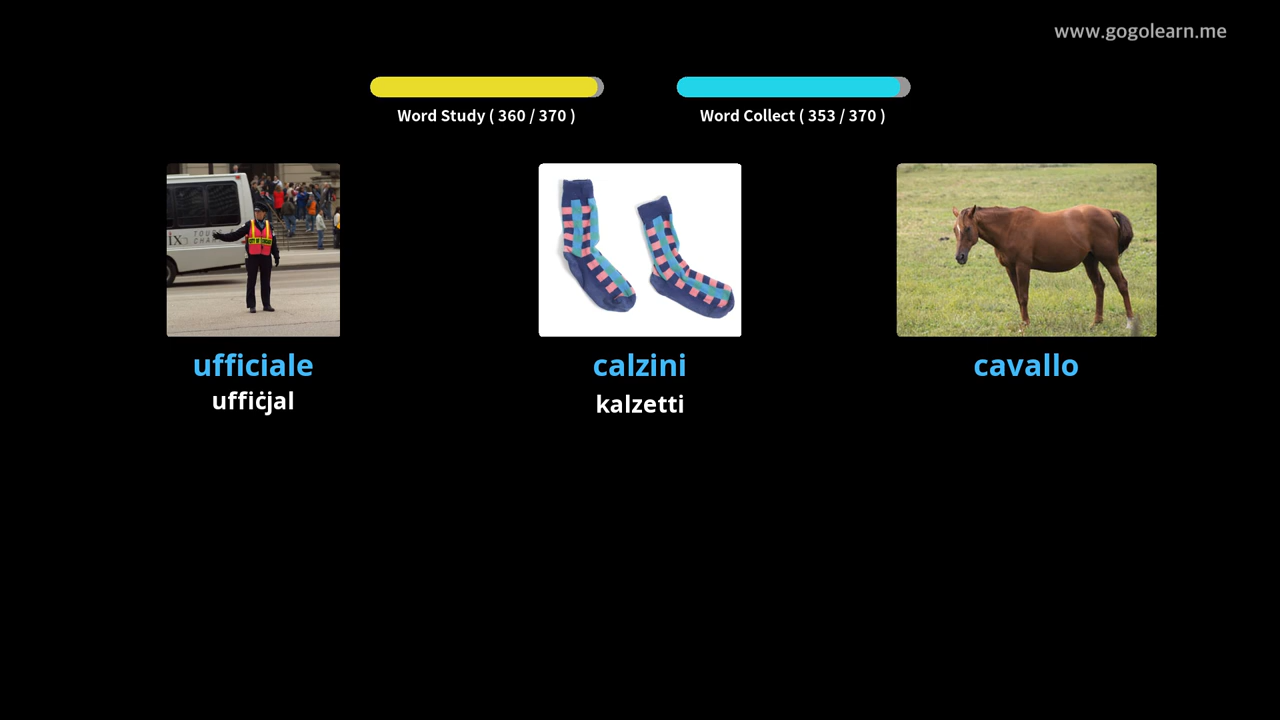 www.gogolearn.me
Word Study ( 360 / 370 )
Word Collect ( 353 / 370 )
ufficiale
calzini
cavallo
uffiċjal
kalzetti